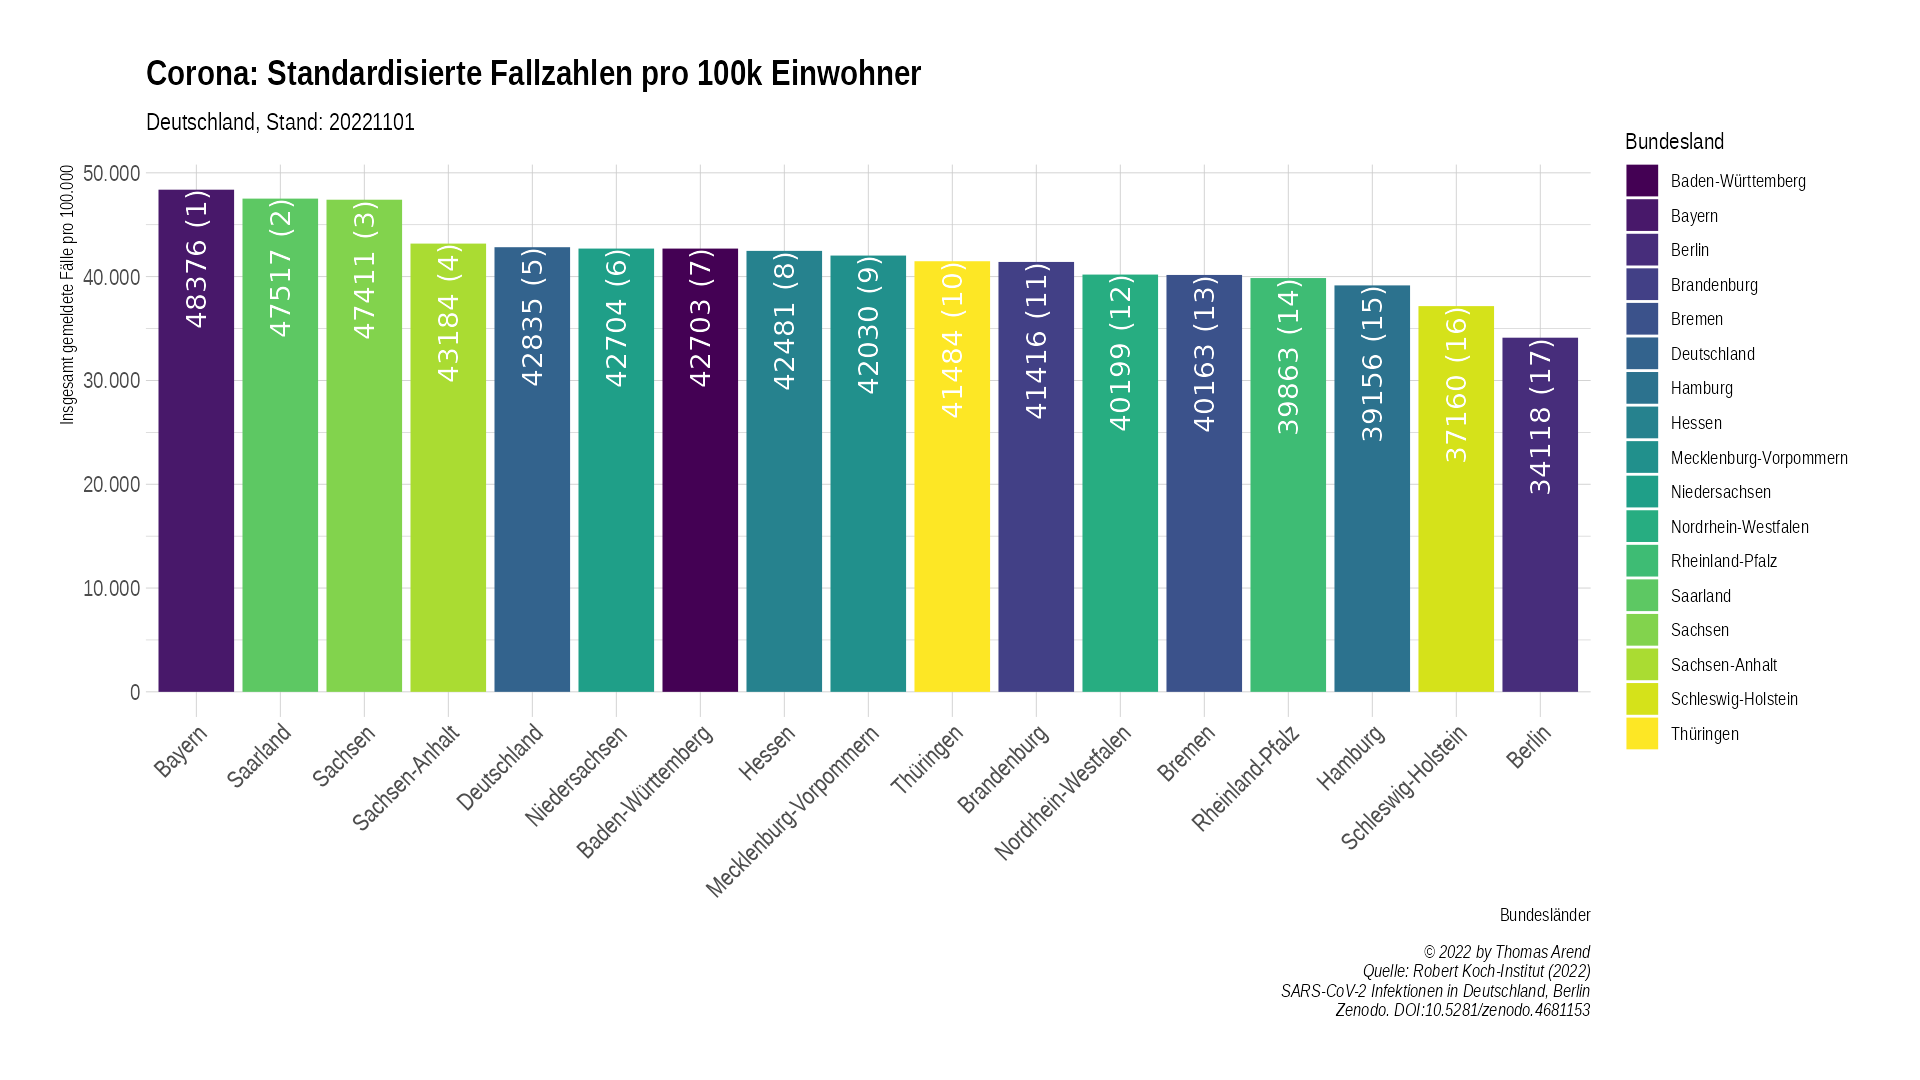 Corona: Standardisierte Fallzahlen pro 100k Einwohner
Deutschland, Stand: 20221101
Insgesamt gemeldete Fälle pro 100.000
50.000
40.000
30.000
20.000
10.000
0
48376 (1)
47517 (2)
47411 (3)
43184 (4)
42835 (5)
42704 (6)
42703 (7)
42481 (8)
42030 (9)
41484 (10)
41416 (11)
40199 (12)
40163 (13)
39863 (14)
39156 (15)
37160 (16)
34118 (17)
Bayern
Saarland
Sachsen
Sachsen-Anhalt
Deutschland
Niedersachsen
Baden-Württemberg
Hessen
Mecklenburg-Vorpommern
Thüringen
Brandenburg
Nordrhein-Westfalen
Bremen
Rheinland-Pfalz
Hamburg
Schleswig-Holstein
Berlin
Bundesländer
Bundesland
Baden-Württemberg
Bayern
Berlin
Brandenburg
Bremen
Deutschland
Hamburg
Hessen
Mecklenburg-Vorpommern
Niedersachsen
Nordrhein-Westfalen
Rheinland-Pfalz
Saarland
Sachsen
Sachsen-Anhalt
Schleswig-Holstein
Thüringen
© 2022 by Thomas Arend
Quelle: Robert Koch-Institut (2022)
SARS-CoV-2 Infektionen in Deutschland, Berlin
Zenodo. DOI:10.5281/zenodo.4681153